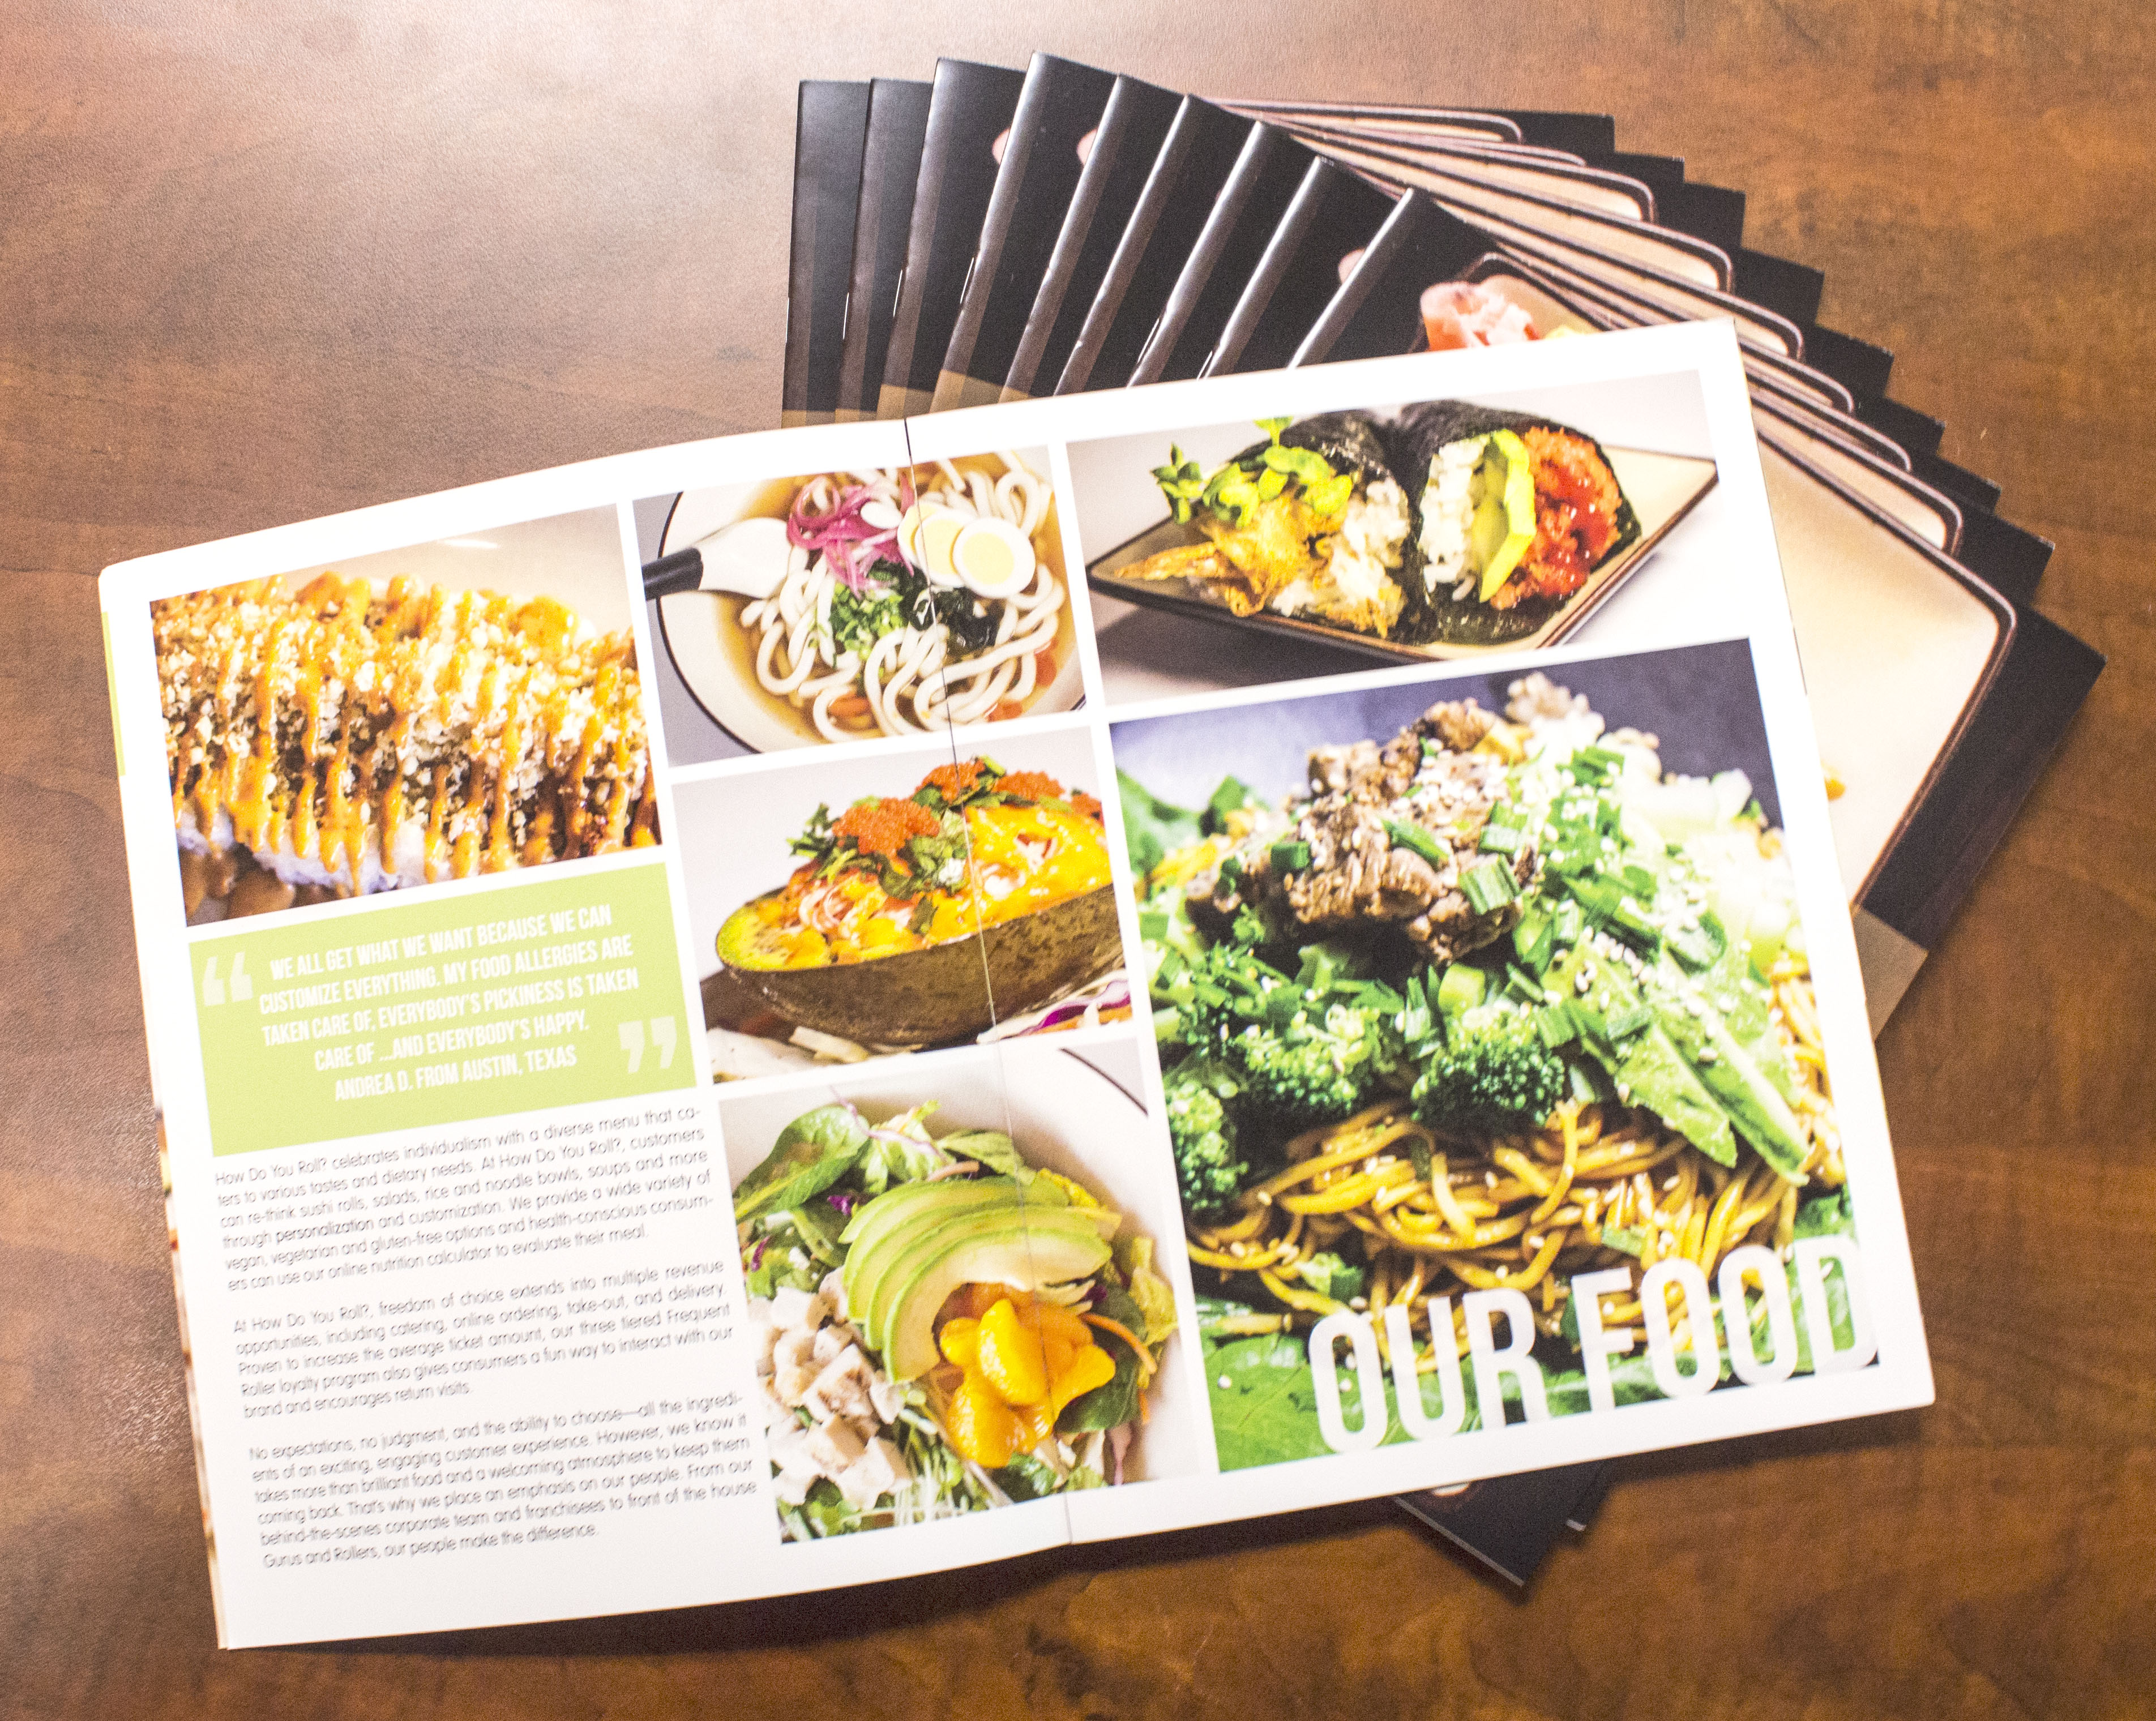 “
WE ALL GET WHAT WE WANT BECAUSE WE CAN
CUSTOMIZE EVERYTHING. MY FOOD ALLERGIES ARE
TAKEN CARE OF, EVERYBODY'S PICKINESS IS TAKEN
CARE OF ...AND EVERYBODY'S HAPPY.
ANDREA D. FROM AUSTIN, TEXAS
”
How Do You Roll? celebrates individualism with a diverse menu that ca-
ters to various tastes and dietary needs. At How Do You Roll?, customers
can re-think sushi rolls, salads, rice and noodle bowls, soups and more
through personalization and customization. We provide a wide variety of
vegan, vegetarian and gluten-free options and health-conscious consum-
ers can use our online nutrition calculator to evaluate their meal.
At How Do You Roll?, freedom of choice extends into multiple revenue
opportunities, including catering, online ordering, take-out, and delivery.
Proven to increase the average ticket amount, our three tiered Frequent
Roller loyalty program also gives consumers a fun way to interact with our
brand and encourages return visits.
No expectations, no judgment, and the ability to choose—all the ingredi-
ents of an exciting, engaging customer experience. However, we know it
takes more than brilliant food and a welcoming atmosphere to keep them
coming back. That's why we place an emphasis on our people. From our
behind-the-scenes corporate team and franchisees to front of the house
Gurus and Rollers, our people make the difference.
OUR FOOD